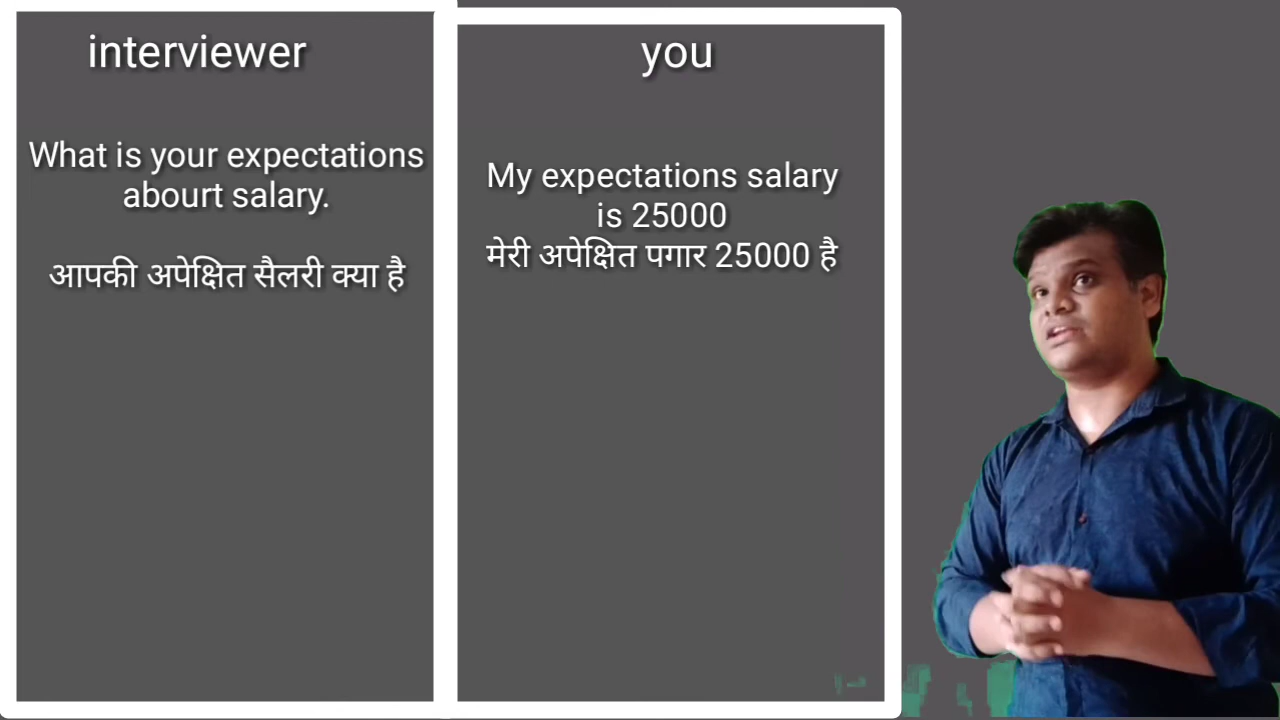 interviewer
What is your expectations
abourt salary.
आपकी अपेक्षित सैलरी क्या है
you
My expectations salary
is 25000
मेरी अपेक्षित पगार 25000 है